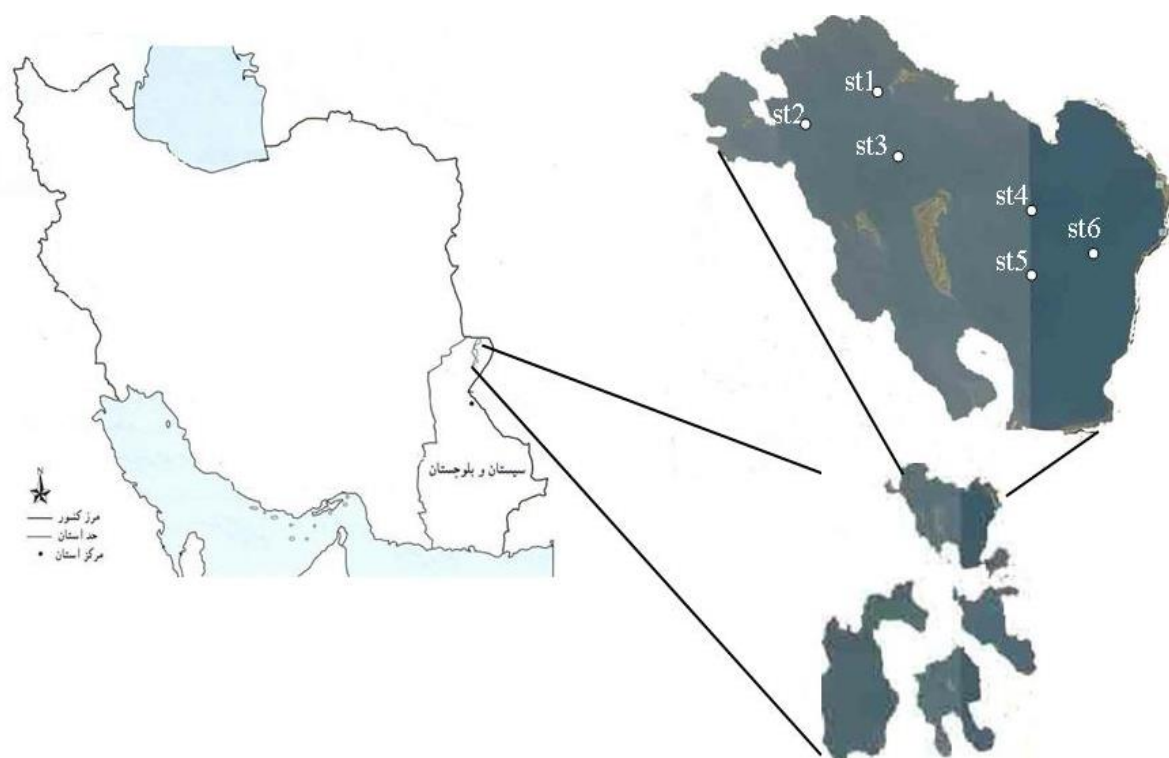 سیستان و بلوچستان
N
مرز کشور
حد استان
مرکز استان
st1
st2
st3
st4
st6
st5